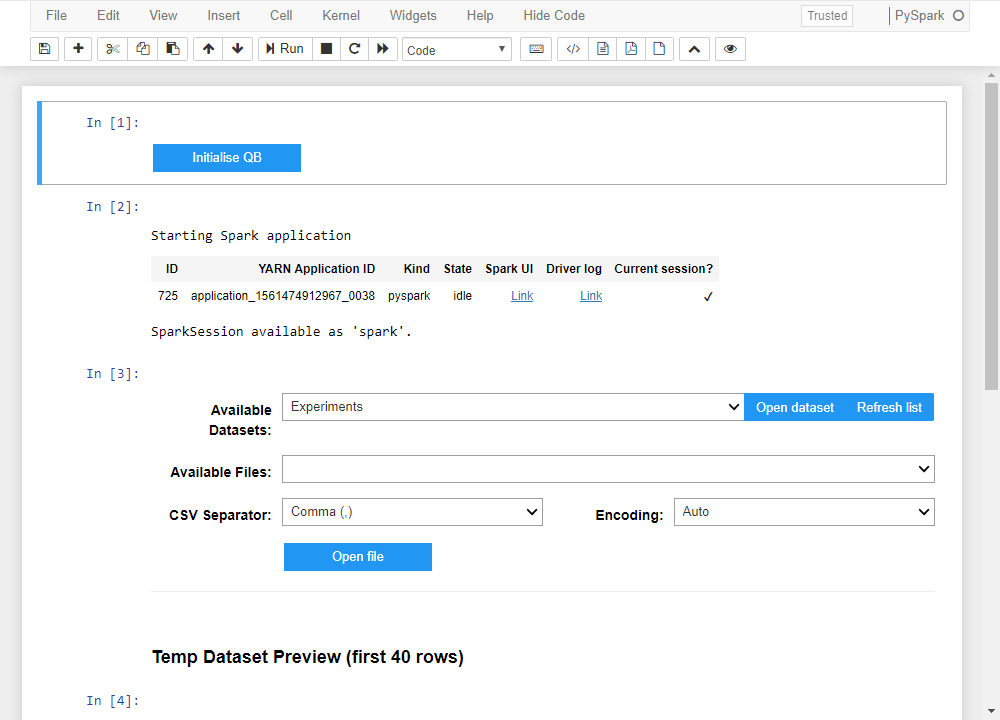 File Edit View Insert Cell Kernel Widgets Help Hide Code Trusted PySpark
Run Code
In [1]:
Initialise QB
In [2]:
Starting Spark application
ID YARN Application ID Kind State Spark UI Driver log Current session?
725 application_1561474912967_0038 pyspark idle Link Link ✓
SparkSession available as 'spark'.
In [3]:
Available Datasets: Experiments Open dataset Refresh list
Available Files:
CSV Separator: Comma (,) Encoding: Auto
Open file
Temp Dataset Preview (first 40 rows)
In [4]: